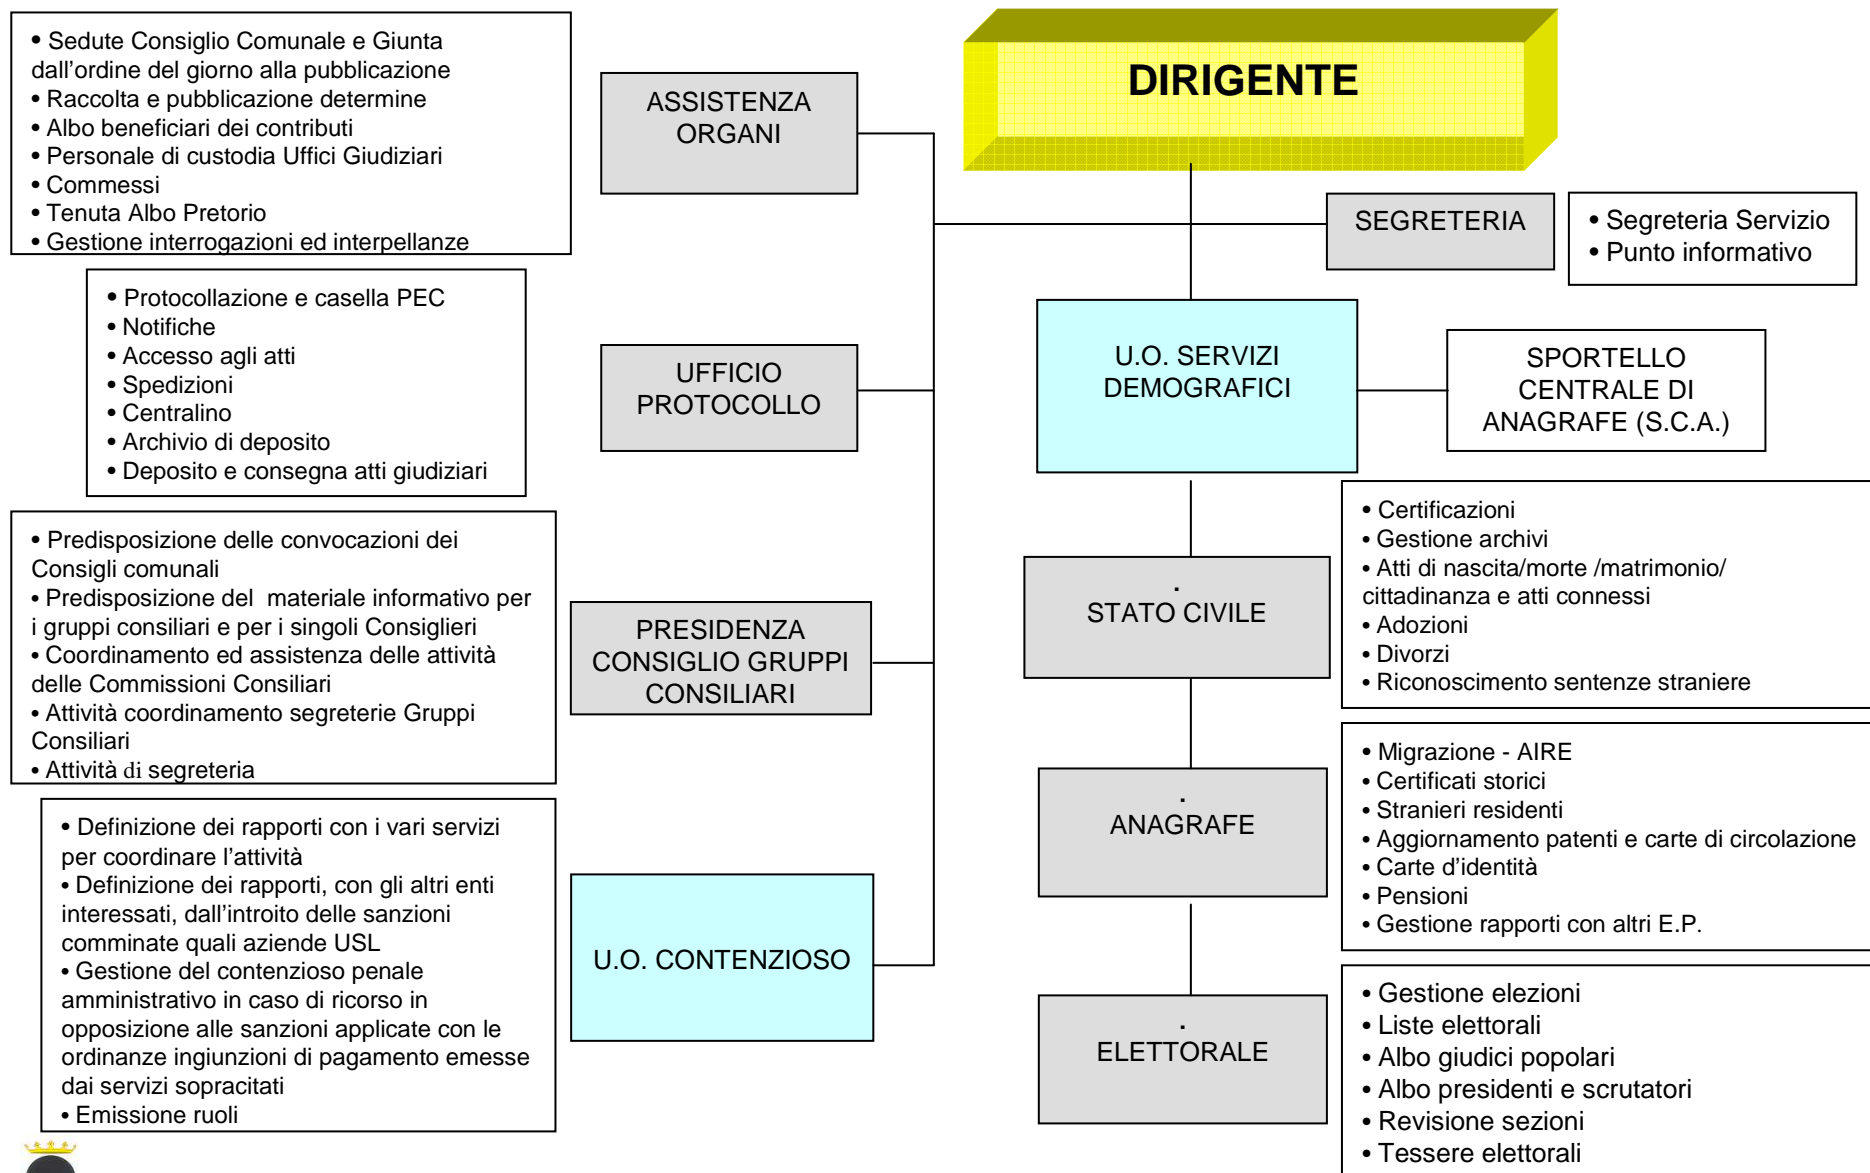 DIRIGENTE
• Sedute Consiglio Comunale e Giunta
dall'ordine del giorno alla pubblicazione
• Raccolta e pubblicazione determine
• Albo beneficiari dei contributi
• Personale di custodia Uffici Giudiziari
• Commessi
• Tenuta Albo Pretorio
• Gestione interrogazioni ed interpellanze
ASSISTENZA
ORGANI
SEGRETERIA
• Segreteria Servizio
• Punto informativo
• Protocollazione e casella PEC
• Notifiche
• Accesso agli atti
• Spedizioni
• Centralino
• Archivio di deposito
• Deposito e consegna atti giudiziari
UFFICIO
PROTOCOLLO
U.O. SERVIZI
DEMOGRAFICI
SPORTELLO
CENTRALE DI
ANAGRAFE (S.C.A.)
• Predisposizione delle convocazioni dei
Consigli comunali
• Predisposizione del  materiale informativo per
i gruppi consiliari e per i singoli Consiglieri
• Coordinamento ed assistenza delle attività
delle Commissioni Consiliari
• Attività coordinamento segreterie Gruppi
Consiliari
• Attività di segreteria
PRESIDENZA
CONSIGLIO GRUPPI
CONSILIARI
.
STATO CIVILE
• Certificazioni
• Gestione archivi
• Atti di nascita/morte /matrimonio/
cittadinanza e atti connessi
• Adozioni
• Divorzi
• Riconoscimento sentenze straniere
.
ANAGRAFE
• Migrazione - AIRE
• Certificati storici
• Stranieri residenti
• Aggiornamento patenti e carte di circolazione
• Carte d'identità
• Pensioni
• Gestione rapporti con altri E.P.
• Definizione dei rapporti con i vari servizi
per coordinare l'attività
• Definizione dei rapporti, con gli altri enti
interessati, dall'introito delle sanzioni
comminate quali aziende USL
• Gestione del contenzioso penale
amministrativo in caso di ricorso in
opposizione alle sanzioni applicate con le
ordinanze ingiunzioni di pagamento emesse
dai servizi sopracitati
• Emissione ruoli
U.O. CONTENZIOSO
.
ELETTORALE
• Gestione elezioni
• Liste elettorali
• Albo giudici popolari
• Albo presidenti e scrutatori
• Revisione sezioni
• Tessere elettorali